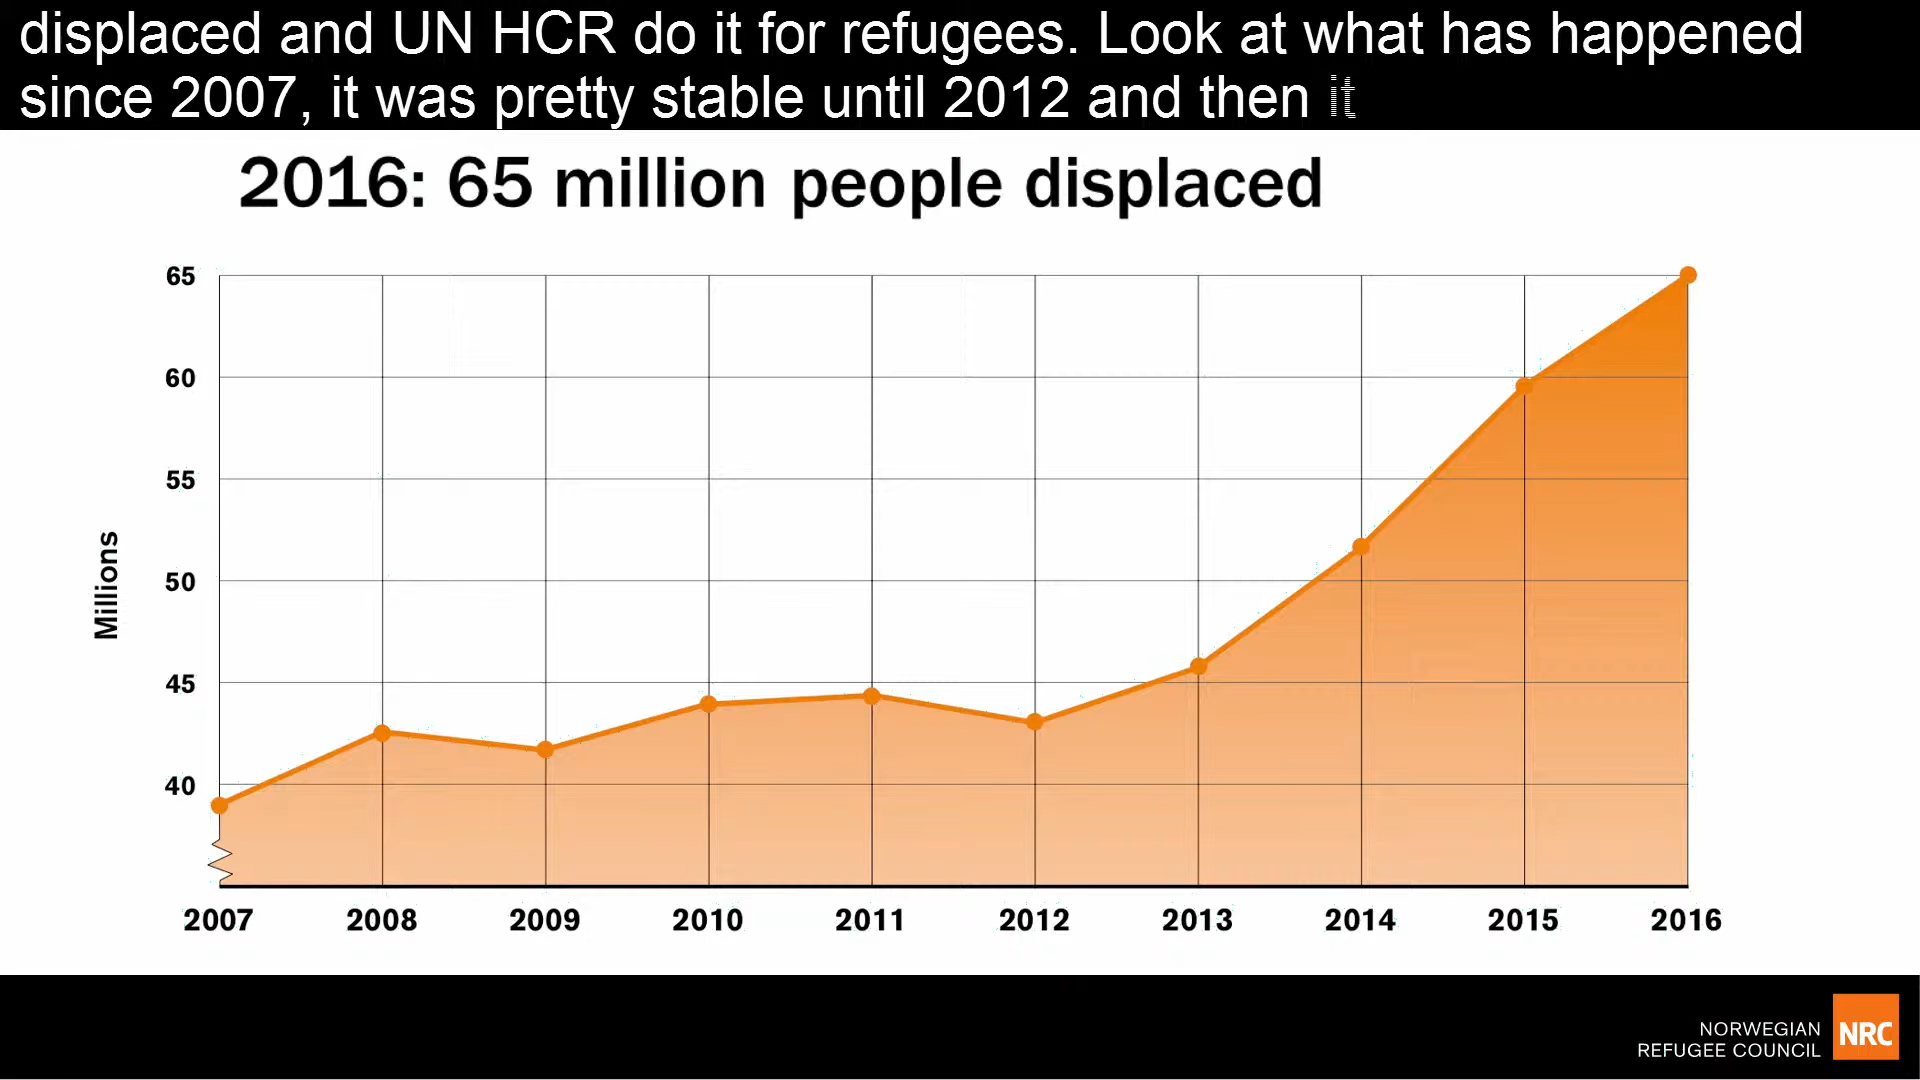 displaced and UN HCR do it for refugees. Look at what has happened
since 2007, it was pretty stable until 2012 and then it
2016: 65 million people displaced
65
60
55
50
45
40
Millions
2007 2008 2009 2010 2011 2012 2013 2014 2015 2016
NORWEGIAN
REFUGEE COUNCIL
NRC